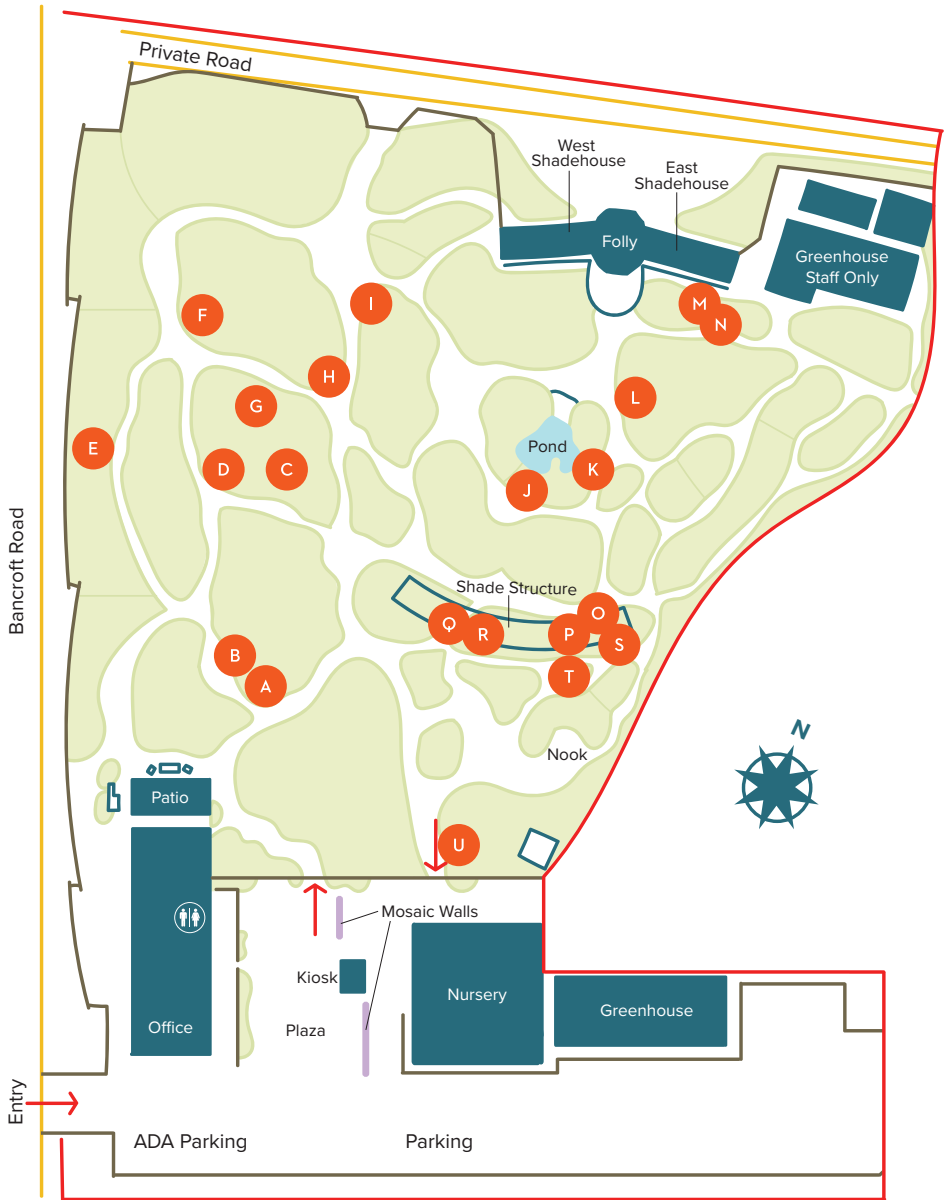 Private Road
West
Shadehouse
East
Shadehouse
Folly
Greenhouse
Staff Only
M
N
I
F
H
L
G
E
Pond
D
C
K
J
Bancroft Road
Shade Structure
O
Q
R
P
S
B
T
A
N
Nook
Patio
U
Mosaic Walls
Kiosk
Nursery
Greenhouse
Office
Plaza
Entry
ADA Parking
Parking